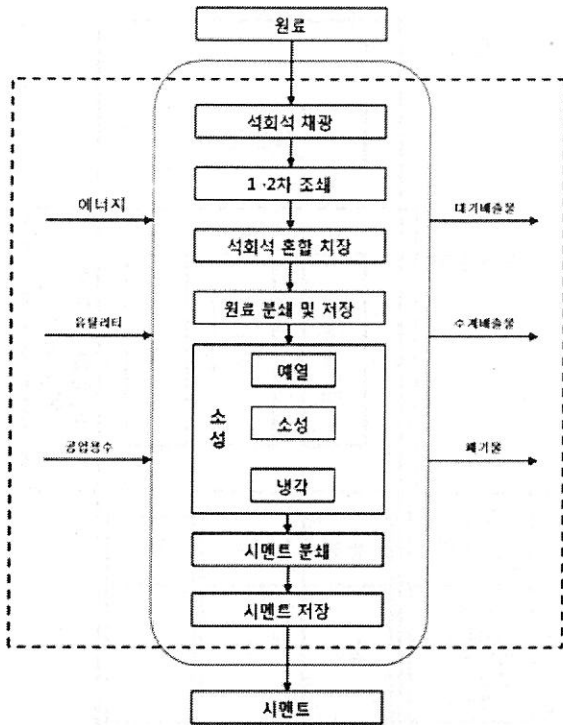 원료
석회석 채광
1·2차 조쇄
에너지
대기배출물
석회석 혼합 치장
원료 분쇄 및 저장
유틸리티
수계배출물
예열
소성
소성
공업용수
폐기물
냉각
시멘트 분쇄
시멘트 저장
시멘트